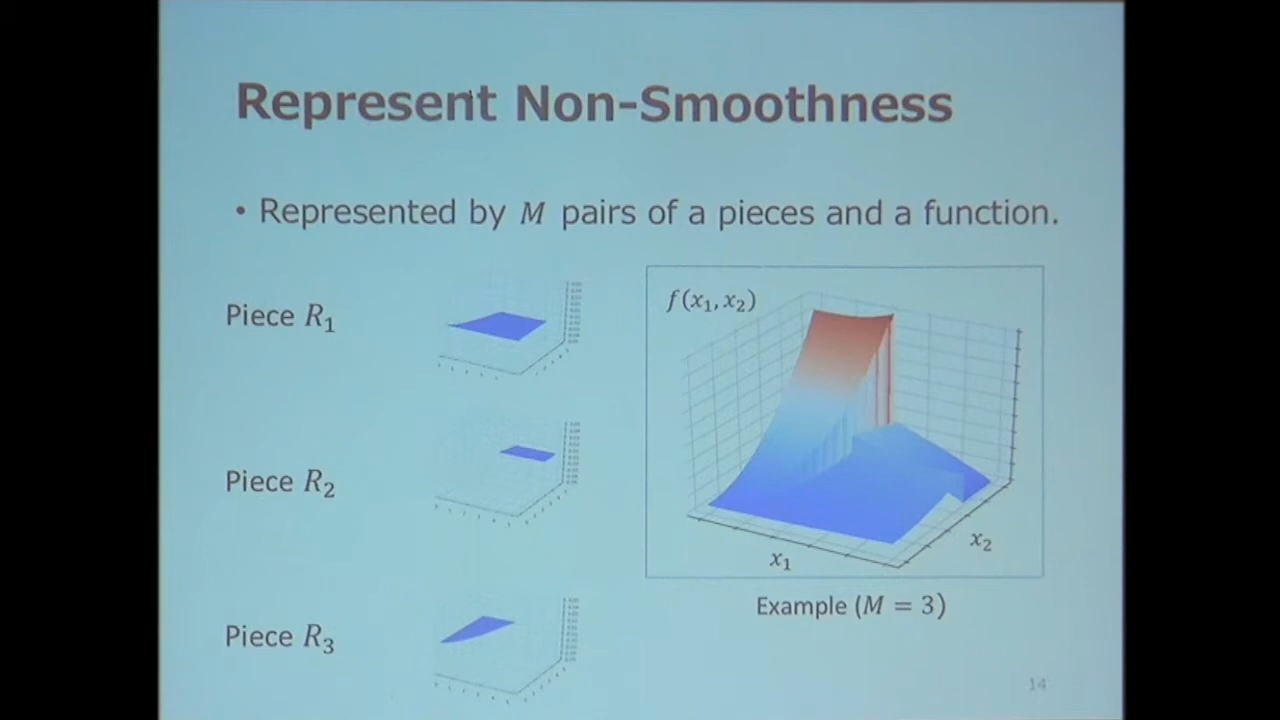 Represent Non-Smoothness
• Represented by M pairs of a pieces and a function.
Piece R₁
Piece R₂
Piece R₃
f(x₁, x₂)
x₁
x₂
Example (M = 3)
14